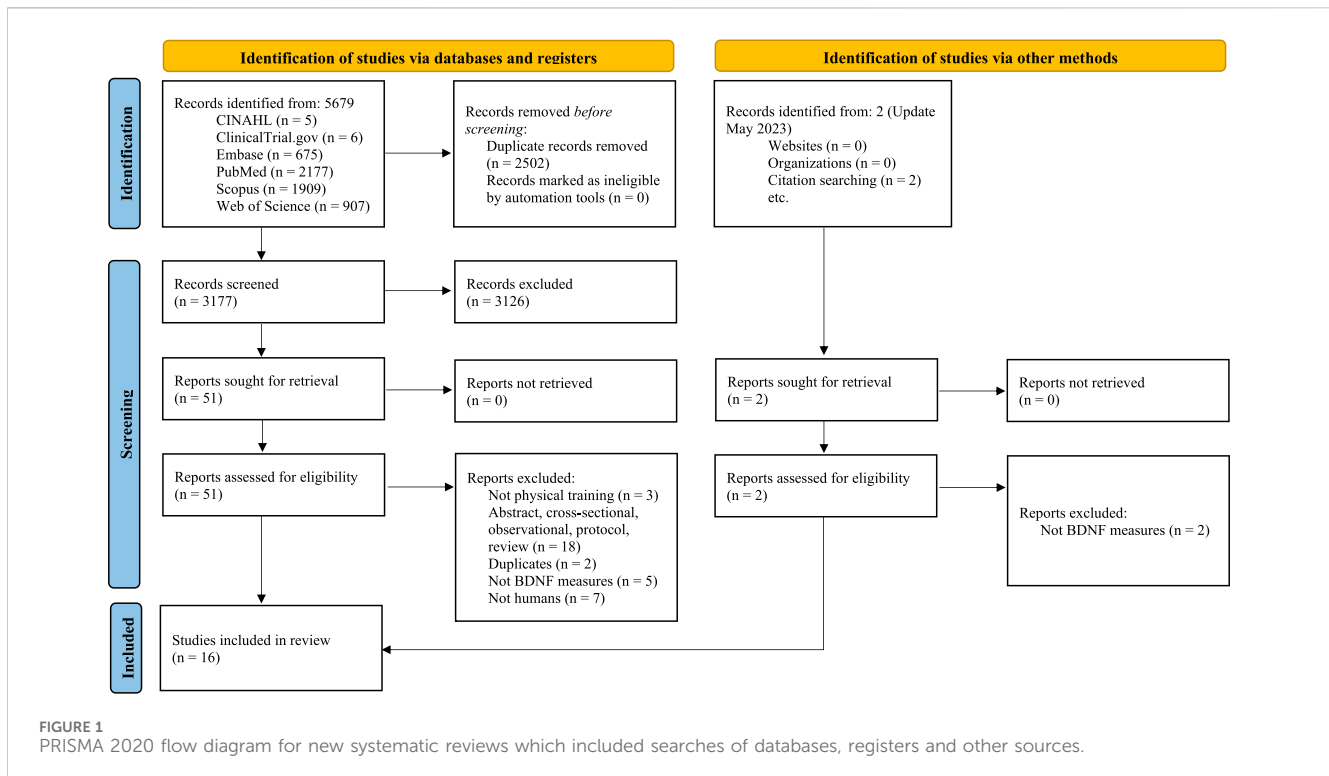 Identification of studies via databases and registers
Identification of studies via other methods
Identification
Records identified from: 5679
CINAHL (n = 5)
ClinicalTrial.gov (n = 6)
Embase (n = 675)
PubMed (n = 2177)
Scopus (n = 1909)
Web of Science (n = 907)
Records removed before
screening:
Duplicate records removed
(n = 2502)
Records marked as ineligible
by automation tools (n = 0)
Records identified from: 2 (Update
May 2023)
Websites (n = 0)
Organizations (n = 0)
Citation searching (n = 2)
etc.
Screening
Records screened
(n = 3177)
Records excluded
(n = 3126)
Reports sought for retrieval
(n = 51)
Reports not retrieved
(n = 0)
Reports sought for retrieval
(n = 2)
Reports not retrieved
(n = 0)
Reports assessed for eligibility
(n = 51)
Reports excluded:
Not physical training (n = 3)
Abstract, cross-sectional,
observational, protocol,
review (n = 18)
Duplicates (n = 2)
Not BDNF measures (n = 5)
Not humans (n = 7)
Reports assessed for eligibility
(n = 2)
Reports excluded:
Not BDNF measures (n = 2)
Included
Studies included in review
(n = 16)
FIGURE 1
PRISMA 2020 flow diagram for new systematic reviews which included searches of databases, registers and other sources.